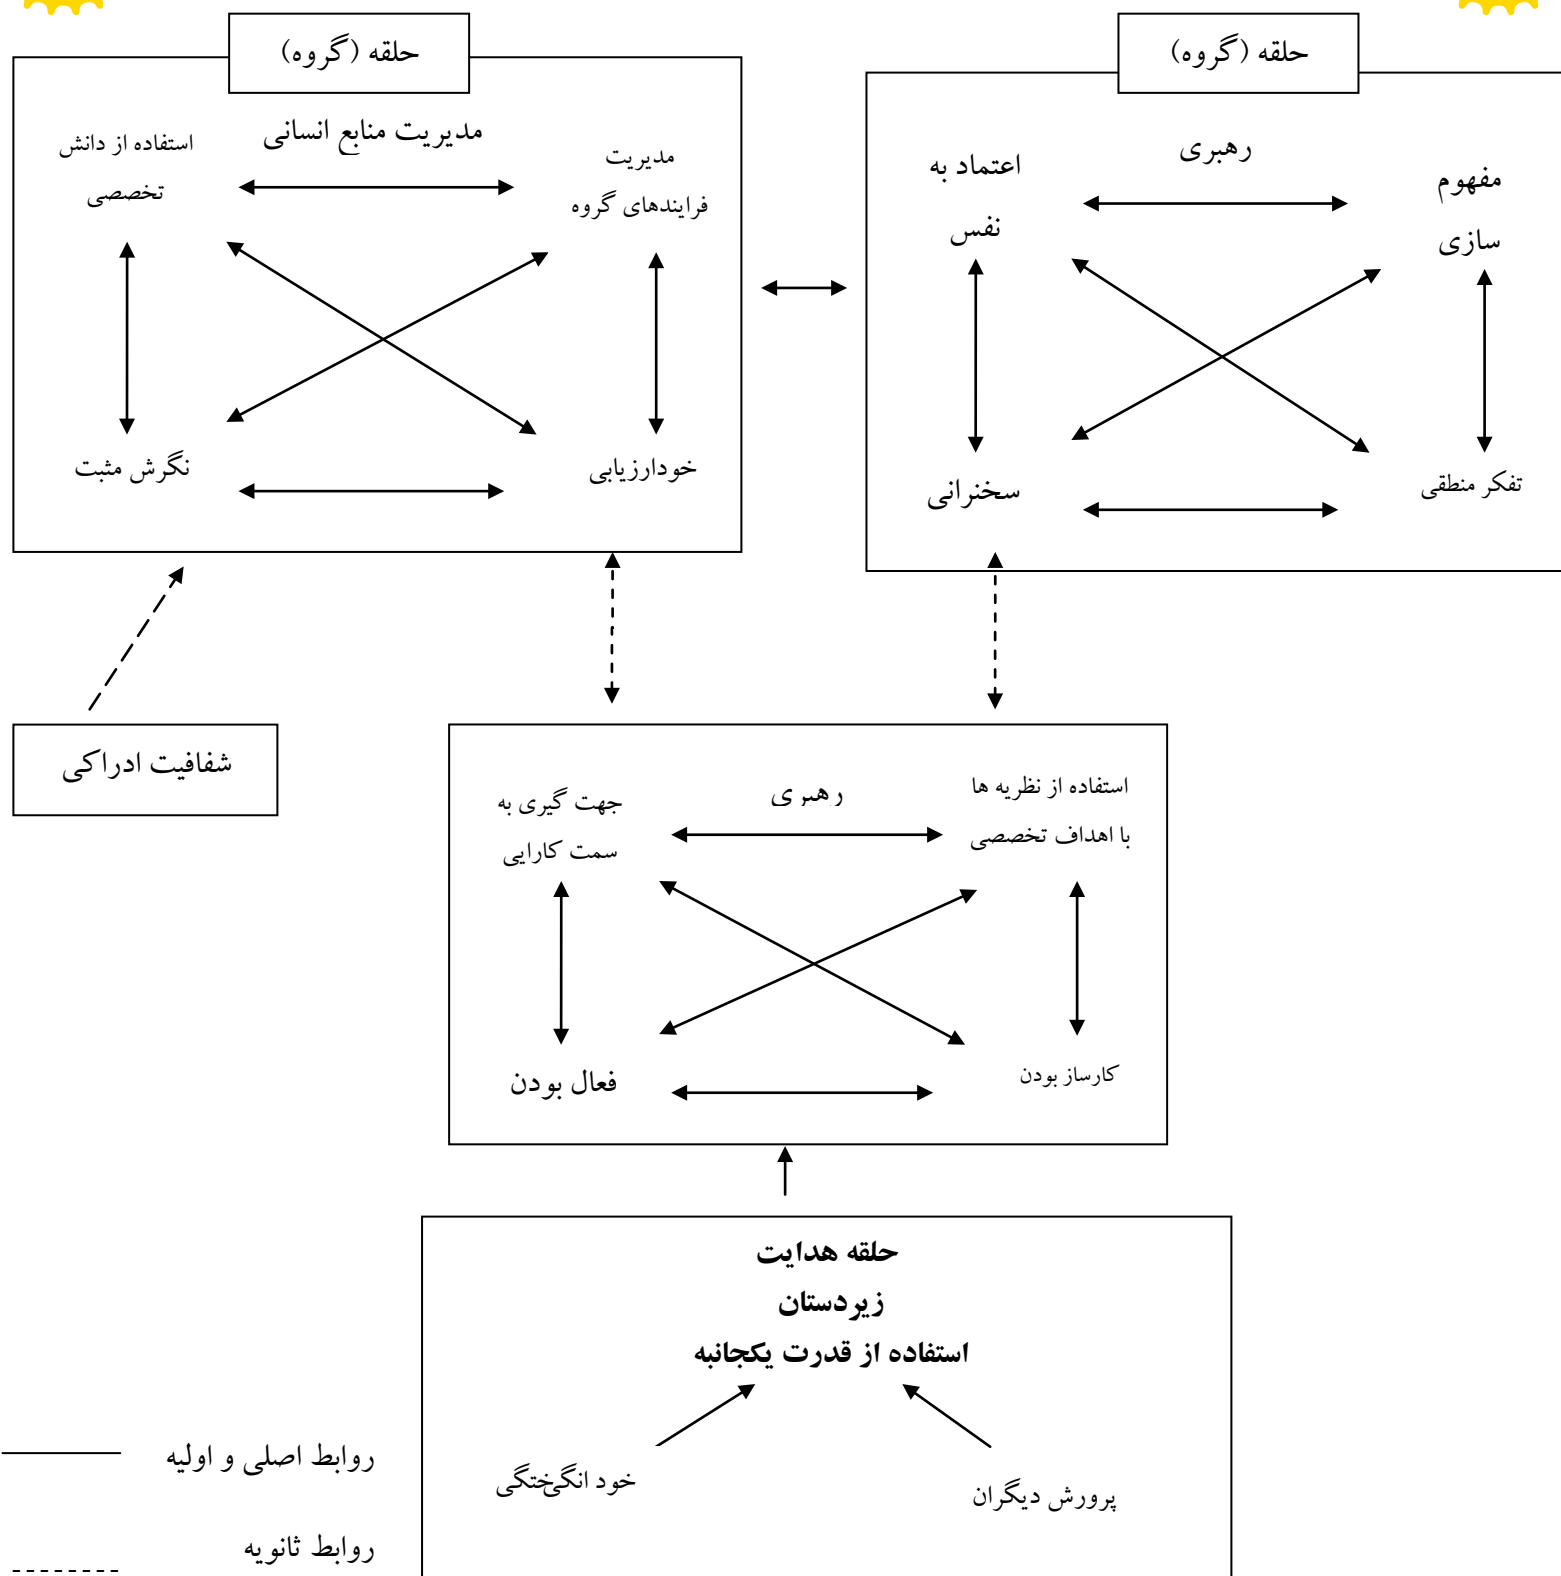 حلقه (گروه)
مفهوم
سازی
رهبری
اعتماد به
نفس
تفکر منطقی
سخنرانی
حلقه (گروه)
مدیریت
فرایندهای گروه
مدیریت منابع انسانی
استفاده از دانش
تخصصی
خودارزیابی
نگرش مثبت
شفافیت ادراکی
استفاده از نظریه ها
با اهداف تخصصی
رهبری
جهت گیری به
سمت کارایی
کارساز بودن
فعال بودن
حلقه هدایت
زیردستان
استفاده از قدرت یکجانبه
پرورش دیگران
خود انگیختگی
روابط اصلی و اولیه
روابط ثانویه